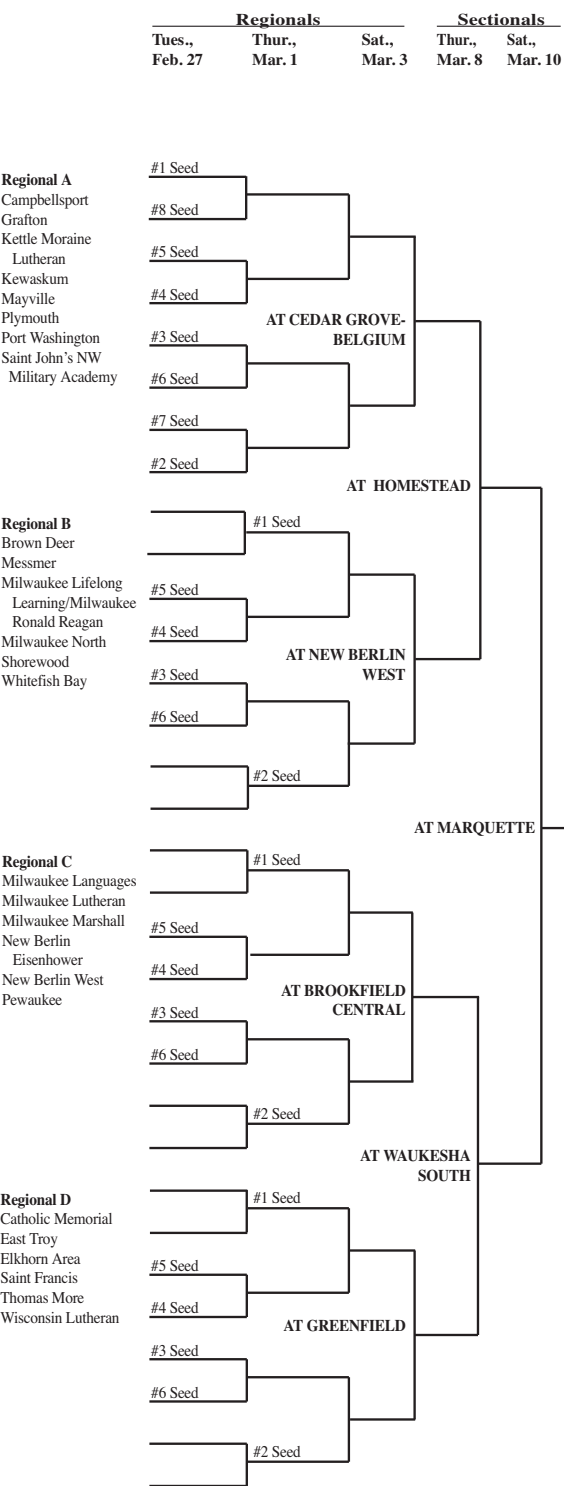 Regionals Sectionals
Tues., Thur., Sat., Thur., Sat.,
Feb. 27 Mar. 1 Mar. 3 Mar. 8 Mar. 10
#1 Seed
Regional A
Campbellsport
Grafton
#8 Seed
Kettle Moraine
Lutheran
#5 Seed
Kewaskum
Mayville
#4 Seed
Plymouth
AT CEDAR GROVE-
BELGIUM
Port Washington
#3 Seed
Saint John's NW
Military Academy
#6 Seed
#7 Seed
#2 Seed
AT HOMESTEAD
Regional B
#1 Seed
Brown Deer
Messmer
Milwaukee Lifelong
Learning/Milwaukee
Ronald Reagan
#5 Seed
Milwaukee North
#4 Seed
Shorewood
Whitefish Bay
AT NEW BERLIN
WEST
#3 Seed
#6 Seed
#2 Seed
AT MARQUETTE
Regional C
#1 Seed
Milwaukee Languages
Milwaukee Lutheran
Milwaukee Marshall
#5 Seed
New Berlin
Eisenhower
New Berlin West
#4 Seed
Pewaukee
AT BROOKFIELD
CENTRAL
#3 Seed
#6 Seed
#2 Seed
AT WAUKESHA
SOUTH
Regional D
#1 Seed
Catholic Memorial
East Troy
Elkhorn Area
#5 Seed
Saint Francis
Thomas More
#4 Seed
Wisconsin Lutheran
AT GREENFIELD
#3 Seed
#6 Seed
#2 Seed